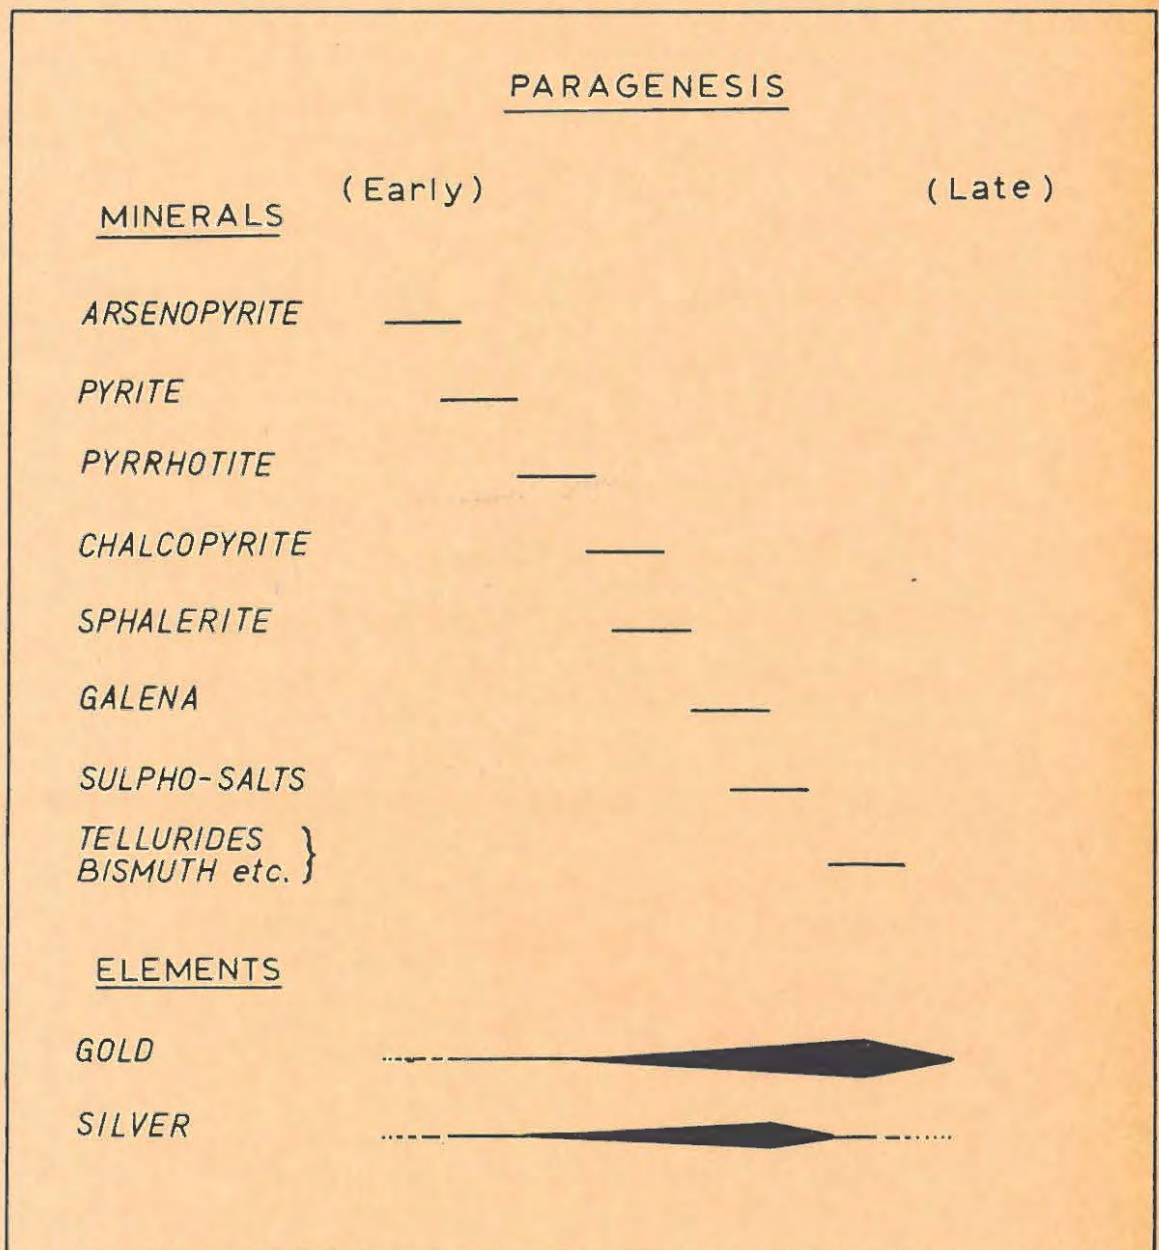 PARAGENESIS
(Early) (Late)
MINERALS
ARSENOPYRITE
PYRITE
PYRRHOTITE
CHALCOPYRITE
SPHALERITE
GALENA
SULPHO-SALTS
TELLURIDES }
BISMUTH etc.
ELEMENTS
GOLD
SILVER